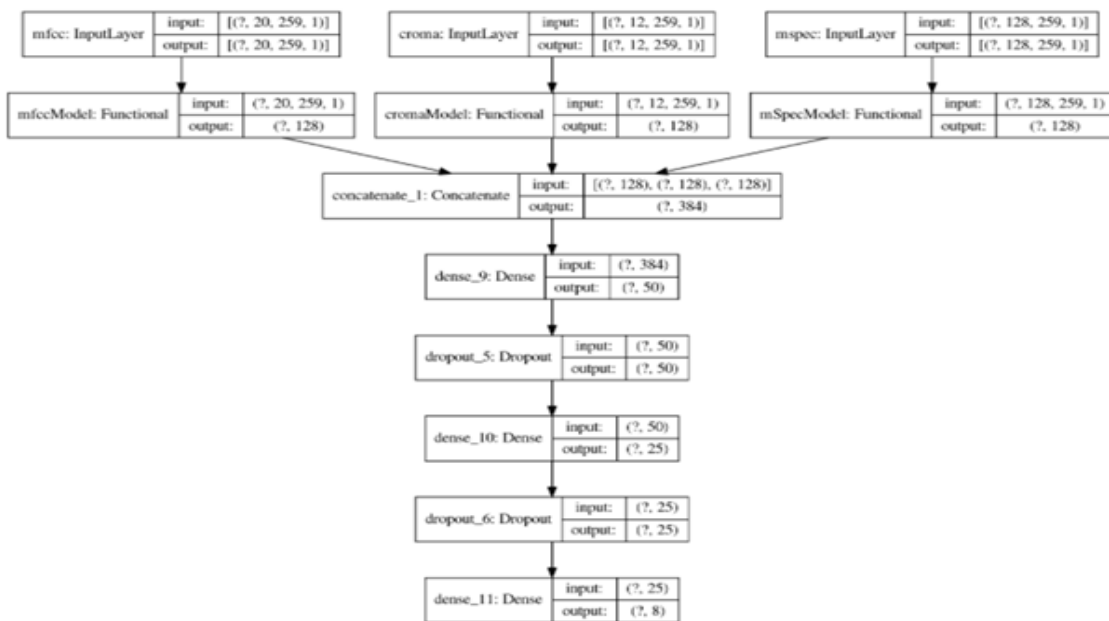 mfcc: InputLayer input: [(?, 20, 259, 1)] croma: InputLayer input: [(?, 12, 259, 1)] mspec: InputLayer input: [(?, 128, 259, 1)]
output: [(?, 20, 259, 1)] output: [(?, 12, 259, 1)] output: [(?, 128, 259, 1)]
mfccModel: Functional input: (?, 20, 259, 1) cromaModel: Functional input: (?, 12, 259, 1) mSpecModel: Functional input: (?, 128, 259, 1)
output: (?, 128) output: (?, 128) output: (?, 128)
concatenate_1: Concatenate input: [(?, 128), (?, 128), (?, 128)]
output: (?, 384)
dense_9: Dense input: (?, 384)
output: (?, 50)
dropout_5: Dropout input: (?, 50)
output: (?, 50)
dense_10: Dense input: (?, 50)
output: (?, 25)
dropout_6: Dropout input: (?, 25)
output: (?, 25)
dense_11: Dense input: (?, 25)
output: (?, 8)